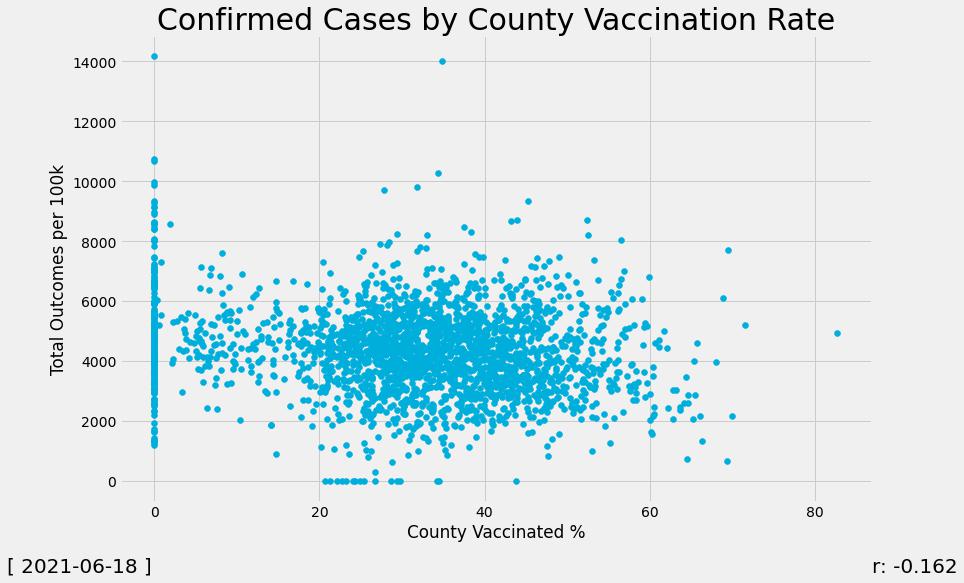 Confirmed Cases by County Vaccination Rate
14000
12000
10000
8000
6000
4000
2000
0
Total Outcomes per 100k
0 20 40 60 80
County Vaccinated %
[ 2021-06-18 ]
r: -0.162